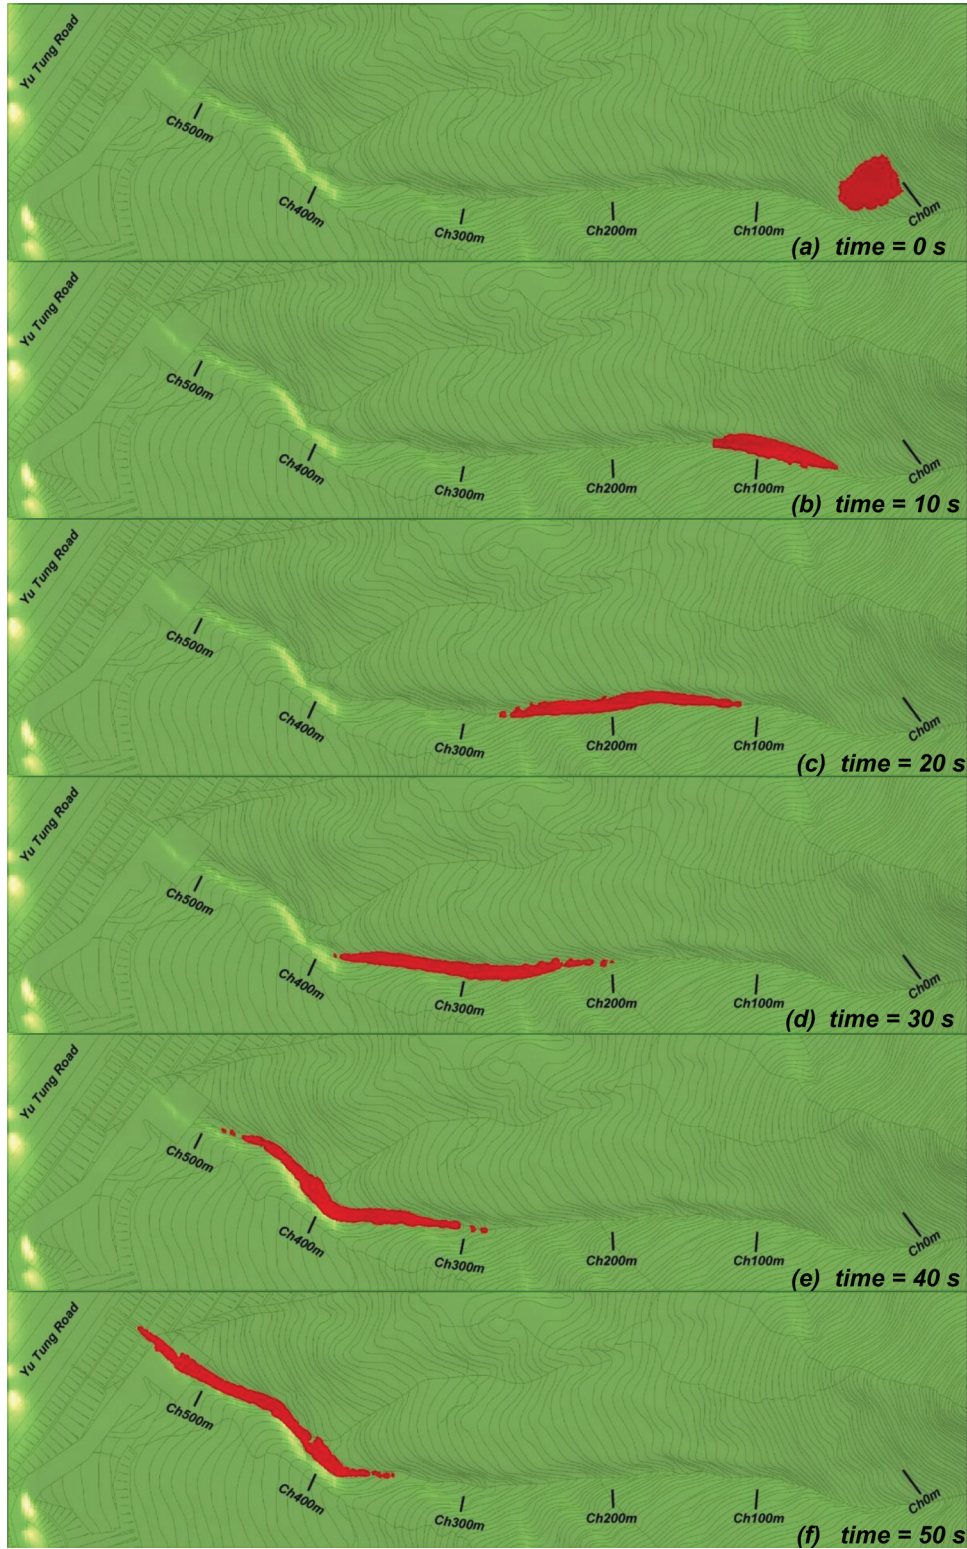 Yu Tung Road
Ch500m
Ch400m
Ch300m
Ch200m
Ch100m
Ch0m
(a) time = 0 s
Yu Tung Road
Ch500m
Ch400m
Ch300m
Ch200m
Ch100m
Ch0m
(b) time = 10 s
Yu Tung Road
Ch500m
Ch400m
Ch300m
Ch200m
Ch100m
Ch0m
(c) time = 20 s
Yu Tung Road
Ch500m
Ch400m
Ch300m
Ch200m
Ch100m
Ch0m
(d) time = 30 s
Yu Tung Road
Ch500m
Ch400m
Ch300m
Ch200m
Ch100m
Ch0m
(e) time = 40 s
Yu Tung Road
Ch500m
Ch400m
Ch300m
Ch200m
Ch100m
Ch0m
(f) time = 50 s